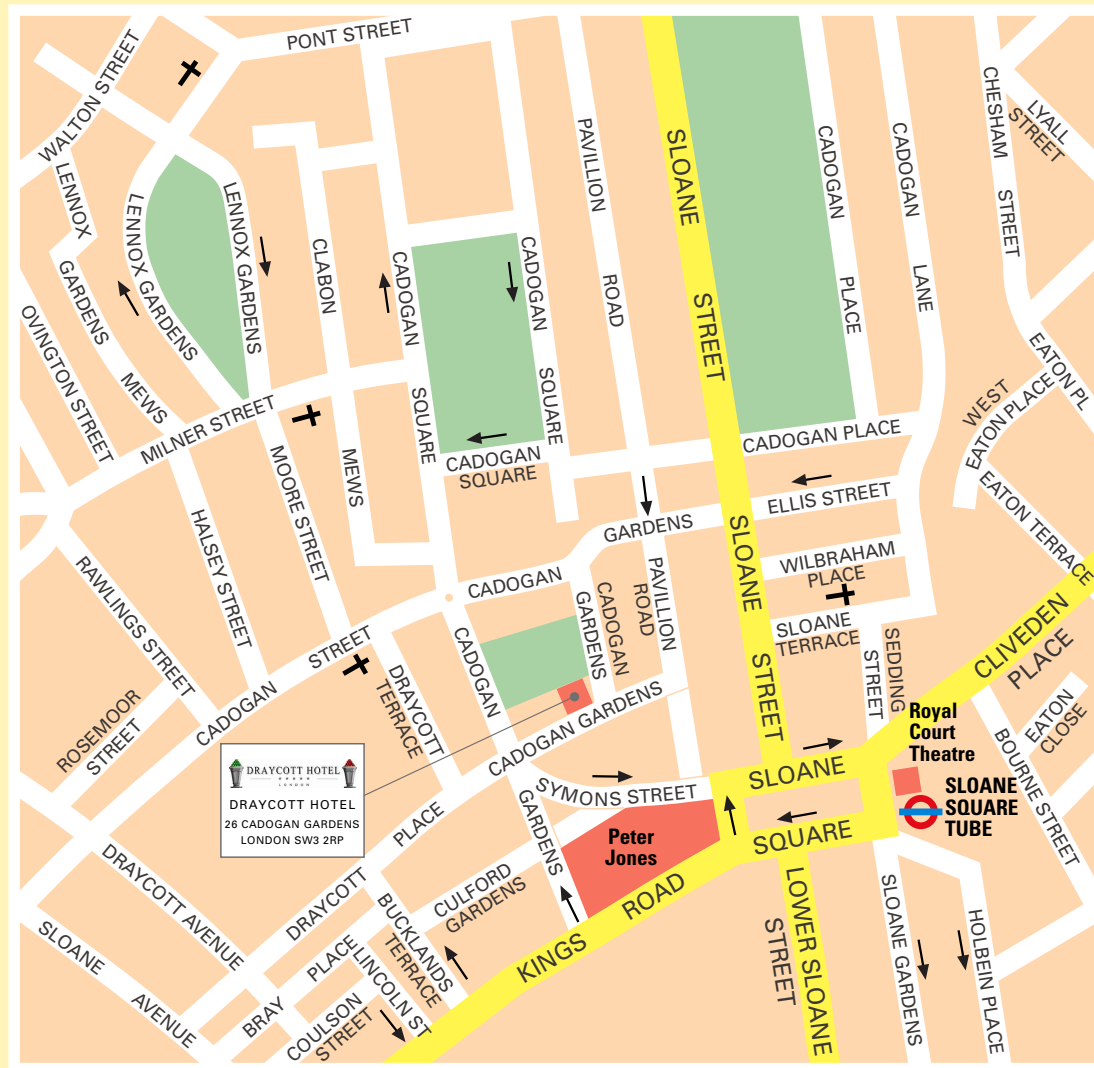 PONT STREET
WALTON STREET
LENNOX
GARDENS
MEWS
LENNOX GARDENS
LENNOX GARDENS
OVINGTON STREET
MILNER STREET
CLABON
MEWS
CADOGAN
SQUARE
CADOGAN
SQUARE
CADOGAN
SQUARE
PAVILLION
ROAD
SLOANE
STREET
CADOGAN
PLACE
CADOGAN
LANE
CHESHAM
STREET
LYALL
STREET
EATON PL
WEST
EATON PLACE
EATON TERRACE
CADOGAN PLACE
ELLIS STREET
WILBRAHAM
PLACE
SLOANE
TERRACE
SLOANE
STREET
SEDDING
STREET
CLIVEDEN
PLACE
GARDENS
CADOGAN
PAVILLION
ROAD
CADOGAN
GARDENS
MOORE STREET
HALSEY STREET
RAWLINGS STREET
ROSEMOOR
STREET
CADOGAN
STREET
DRAYCOTT
TERRACE
CADOGAN
GARDENS
CADOGAN GARDENS
SYMONS STREET
SLOANE
SQUARE
Royal
Court
Theatre
SLOANE
SQUARE
TUBE
EATON
CLOSE
BOURNE STREET
Peter
Jones
KINGS
ROAD
LOWER SLOANE
STREET
SLOANE GARDENS
HOLBEIN PLACE
DRAYCOTT HOTEL
LONDON
DRAYCOTT HOTEL
26 CADOGAN GARDENS
LONDON SW3 2RP
DRAYCOTT
PLACE
CULFORD
GARDENS
BUCKLANDS
TERRACE
DRAYCOTT AVENUE
SLOANE
AVENUE
BRAY
PLACE
LINCOLN ST
COULSON
STREET